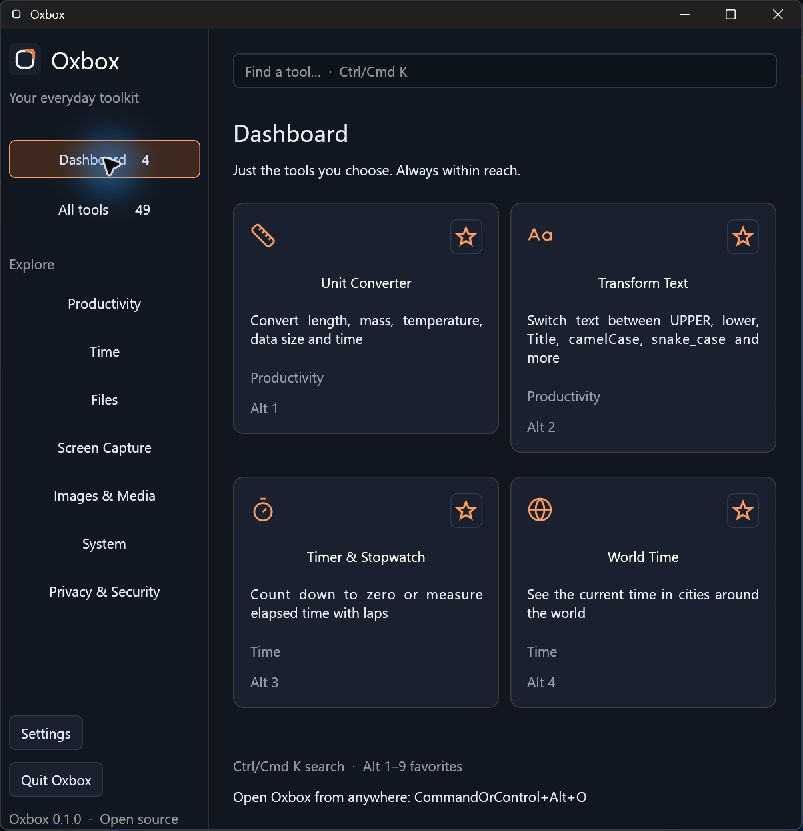 Oxbox
Oxbox
Your everyday toolkit
Dashboard 4
All tools 49
Explore
Productivity
Time
Files
Screen Capture
Images & Media
System
Privacy & Security
Settings
Quit Oxbox
Oxbox 0.1.0 · Open source
Find a tool... · Ctrl/Cmd K
Dashboard
Just the tools you choose. Always within reach.
Unit Converter
Convert length, mass, temperature,
data size and time
Productivity
Alt 1
Aa
Transform Text
Switch text between UPPER, lower,
Title, camelCase, snake_case and
more
Productivity
Alt 2
Timer & Stopwatch
Count down to zero or measure
elapsed time with laps
Time
Alt 3
World Time
See the current time in cities around
the world
Time
Alt 4
Ctrl/Cmd K search · Alt 1–9 favorites
Open Oxbox from anywhere: CommandOrControl+Alt+O